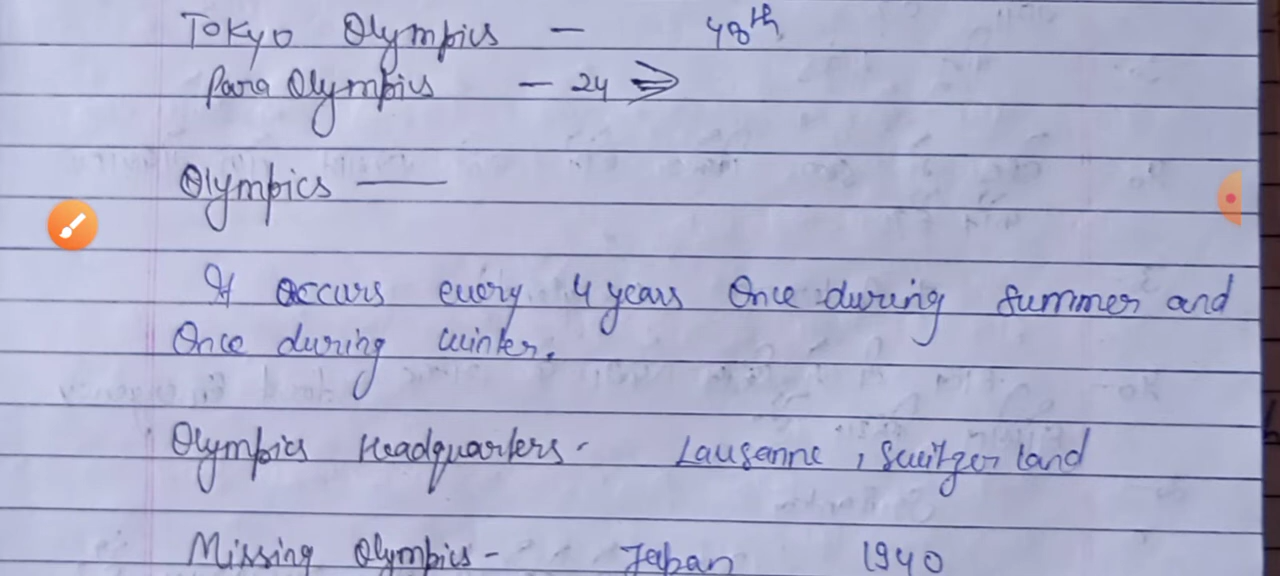 Tokyo Olympics — 48th
Para Olympics — 24 ⇒
Olympics —
It occurs every 4 years Once during summer and
Once during winter.
Olympics Headquarters - Lausanne, Switzerland
Missing Olympics - Japan 1940